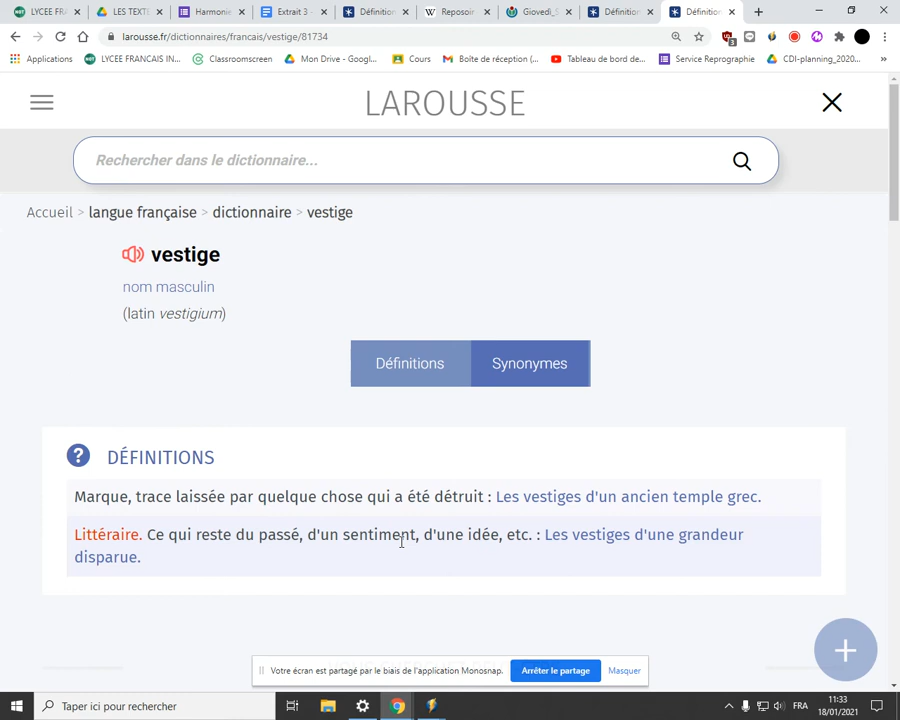 LYCEE FRA
LES TEXTE
Harmonie
Extrait 3 -
Définition
Reposoir
Giovedì_S
Définition
Définition
larousse.fr/dictionnaires/francais/vestige/81734
3
Applications
LYCEE FRANCAIS IN...
Classroomscreen
Mon Drive - Googl...
Cours
Boîte de réception (...
Tableau de bord de...
Service Reprographie
CDI-planning_2020...
»
LAROUSSE
Rechercher dans le dictionnaire...
Accueil > langue française > dictionnaire > vestige
vestige
nom masculin
(latin vestigium)
Définitions
Synonymes
? DÉFINITIONS
Marque, trace laissée par quelque chose qui a été détruit : Les vestiges d'un ancien temple grec.
Littéraire. Ce qui reste du passé, d'un sentiment, d'une idée, etc. : Les vestiges d'une grandeur
disparue.
Votre écran est partagé par le biais de l'application Monosnap.
Arrêter le partage
Masquer
Taper ici pour rechercher
FRA
11:33
18/01/2021